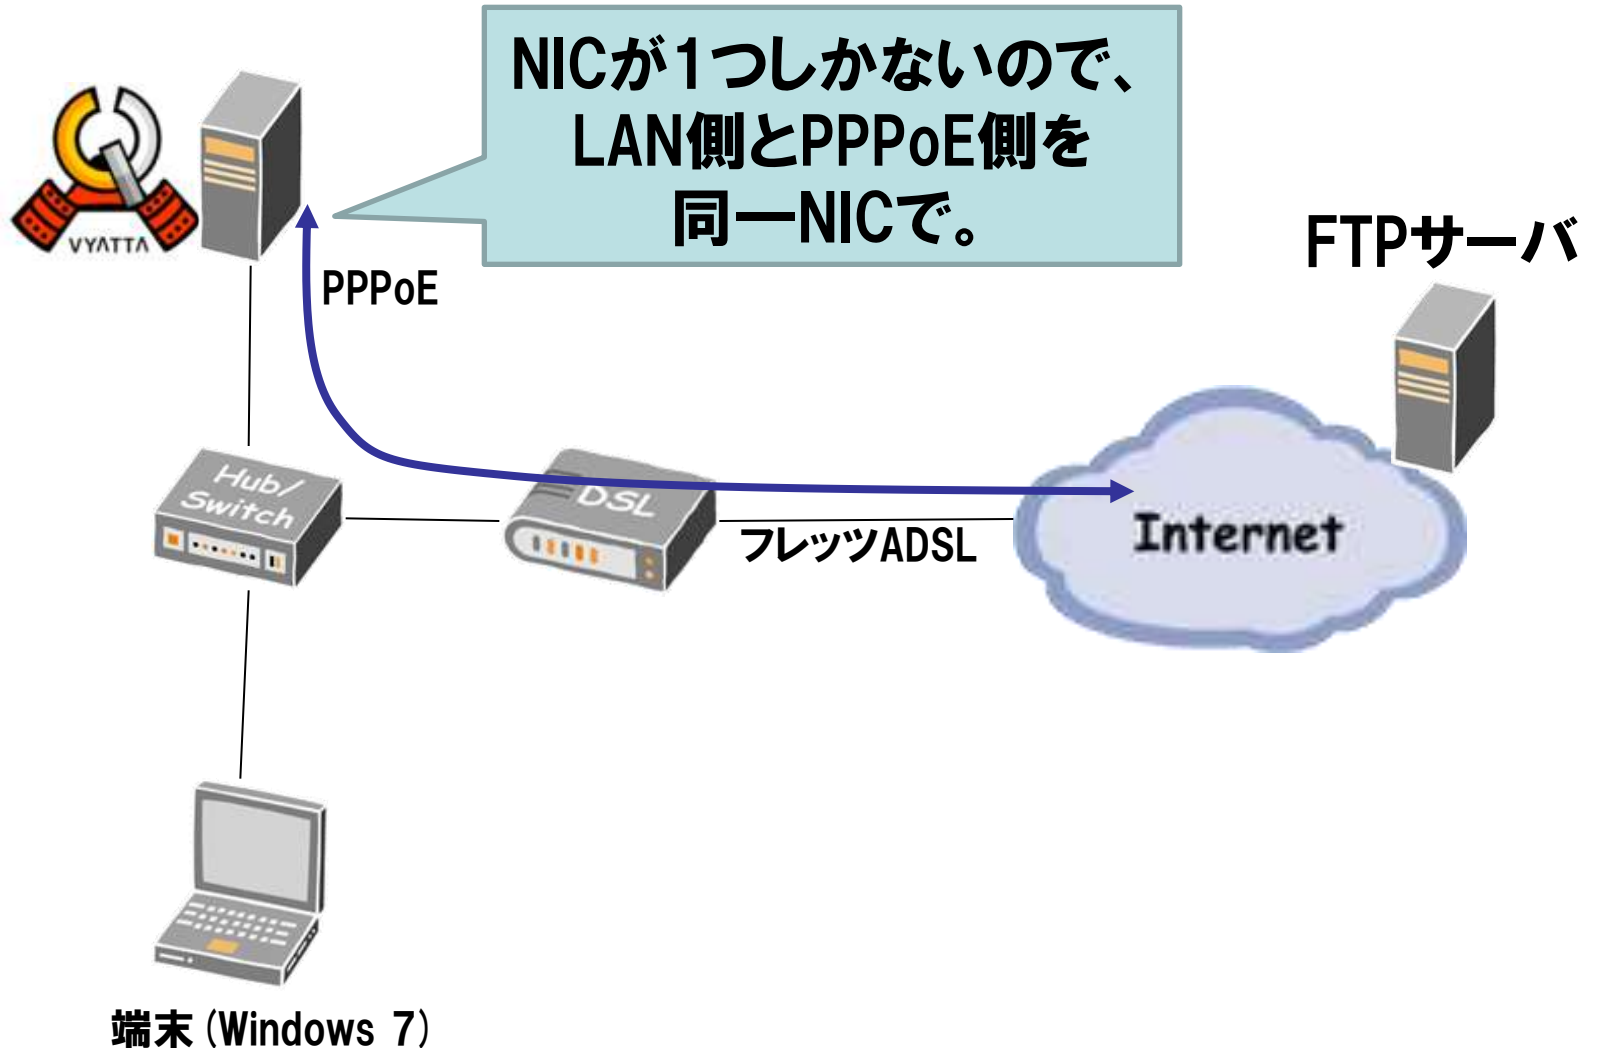 NICが1つしかないので、
LAN側とPPPoE側を
同一NICで。
VYATTA
PPPoE
FTPサーバ
Hub/
Switch
DSL
フレッツADSL
Internet
端末(Windows 7)